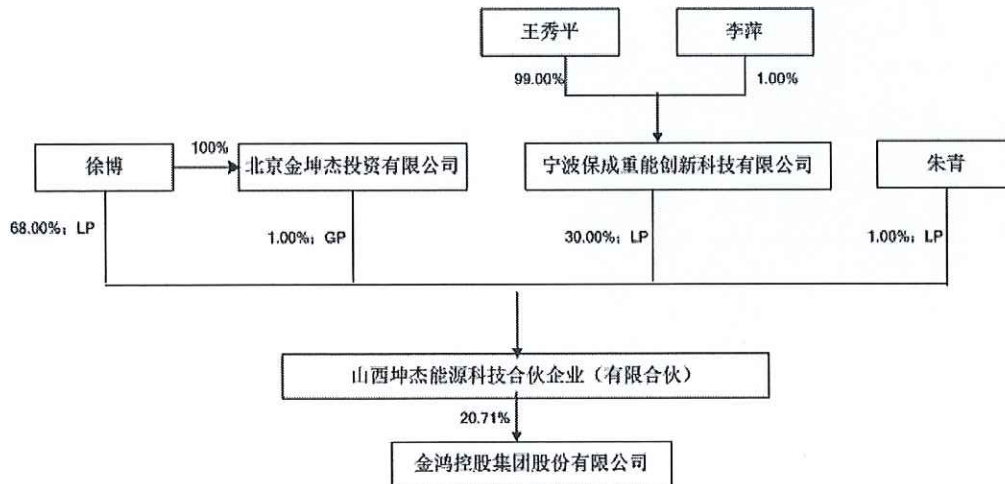 王秀平
李萍
99.00%
1.00%
徐博
100%
北京金坤杰投资有限公司
宁波保成重能创新科技有限公司
朱青
68.00%；LP
1.00%；GP
30.00%；LP
1.00%；LP
山西坤杰能源科技合伙企业（有限合伙）
20.71%
金鸿控股集团股份有限公司